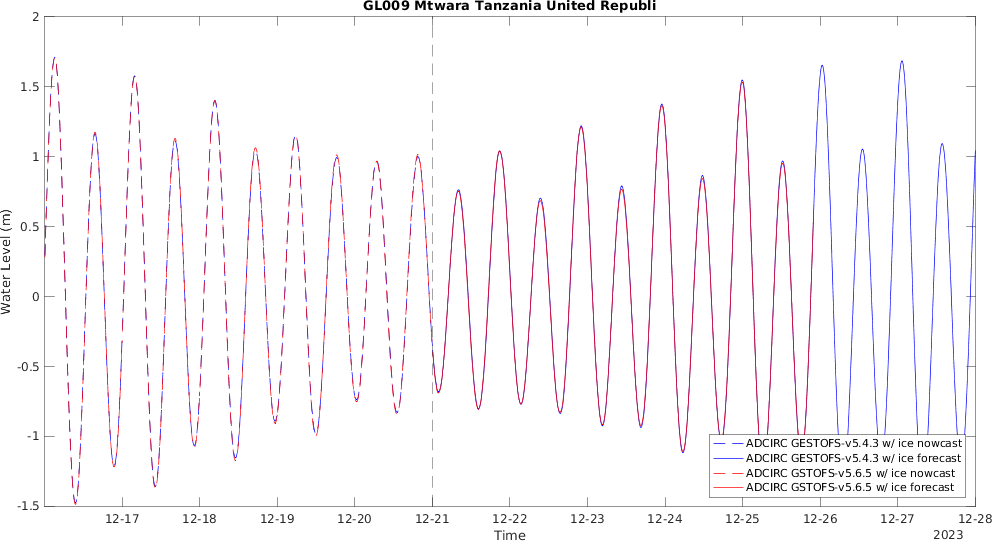 GL009 Mtwara Tanzania United Republi
Water Level (m)
2
1.5
1
0.5
0
-0.5
-1
-1.5
12-17 12-18 12-19 12-20 12-21 12-22 12-23 12-24 12-25 12-26 12-27 12-28
Time
2023
ADCIRC GESTOFS-v5.4.3 w/ ice nowcast
ADCIRC GESTOFS-v5.4.3 w/ ice forecast
ADCIRC GSTOFS-v5.6.5 w/ ice nowcast
ADCIRC GSTOFS-v5.6.5 w/ ice forecast